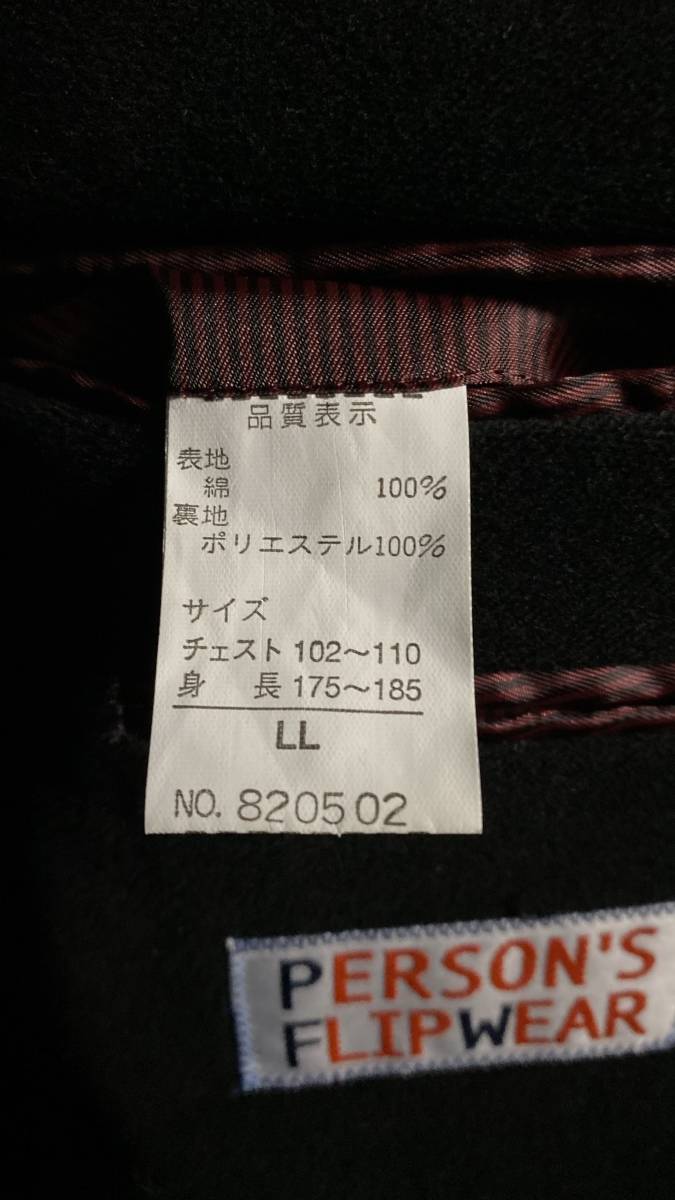 品質表示
表地
綿 100%
裏地
ポリエステル100%
サイズ
チェスト 102～110
身 長 175～185
LL
NO. 820502
PERSON'S
FLIPWEAR